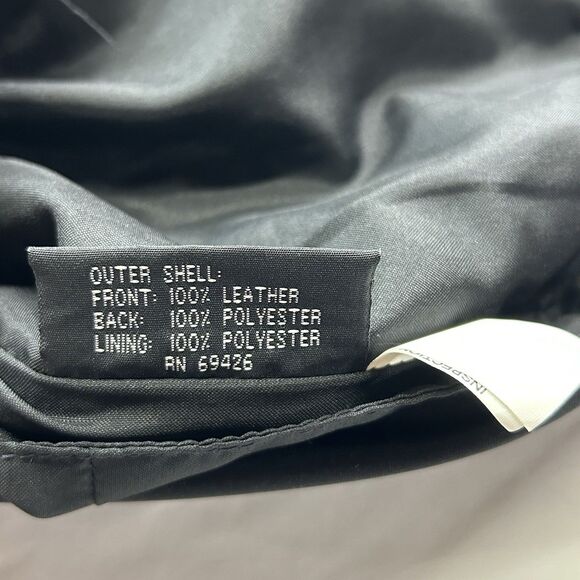 OUTER SHELL:
FRONT: 100% LEATHER
BACK: 100% POLYESTER
LINING: 100% POLYESTER
RN 69426